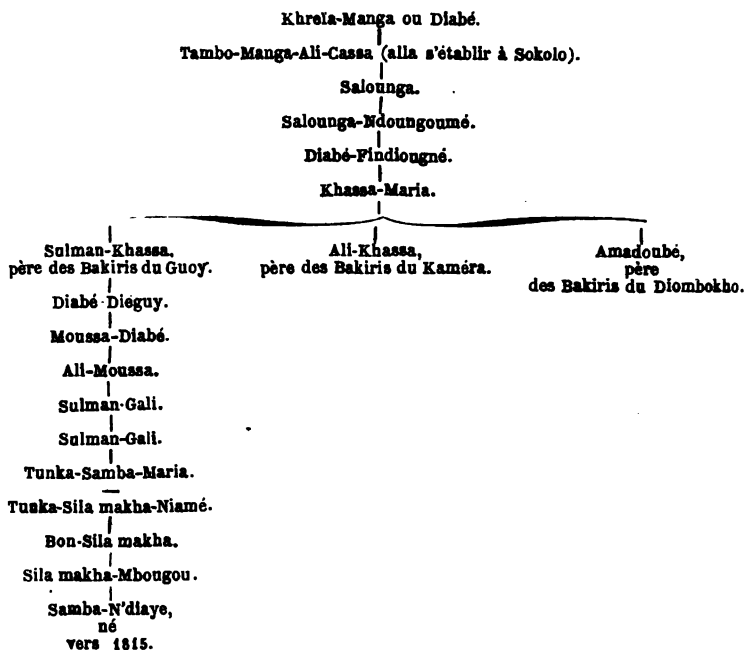 Khreïa-Manga ou Diabé.
Tambo-Manga-Ali-Cassa (alla s'établir à Sokolo).
Salounga.
Salounga-Ndoungoumé.
Diabé-Findiougné.
Khassa-Maria.
Sulman-Khassa,
père des Bakiris du Guoy.
Ali-Khassa,
père des Bakiris du Kaméra.
Amadoubé,
père
des Bakiris du Diombokho.
Diabé-Dieguy.
Moussa-Diabé.
Ali-Moussa.
Sulman-Gali.
Sulman-Gali.
Tunka-Samba-Maria.
Tunka-Sila makha-Niamé.
Bon-Sila makha.
Sila makha-Mbougou.
Samba-N'diaye,
né
vers 1815.